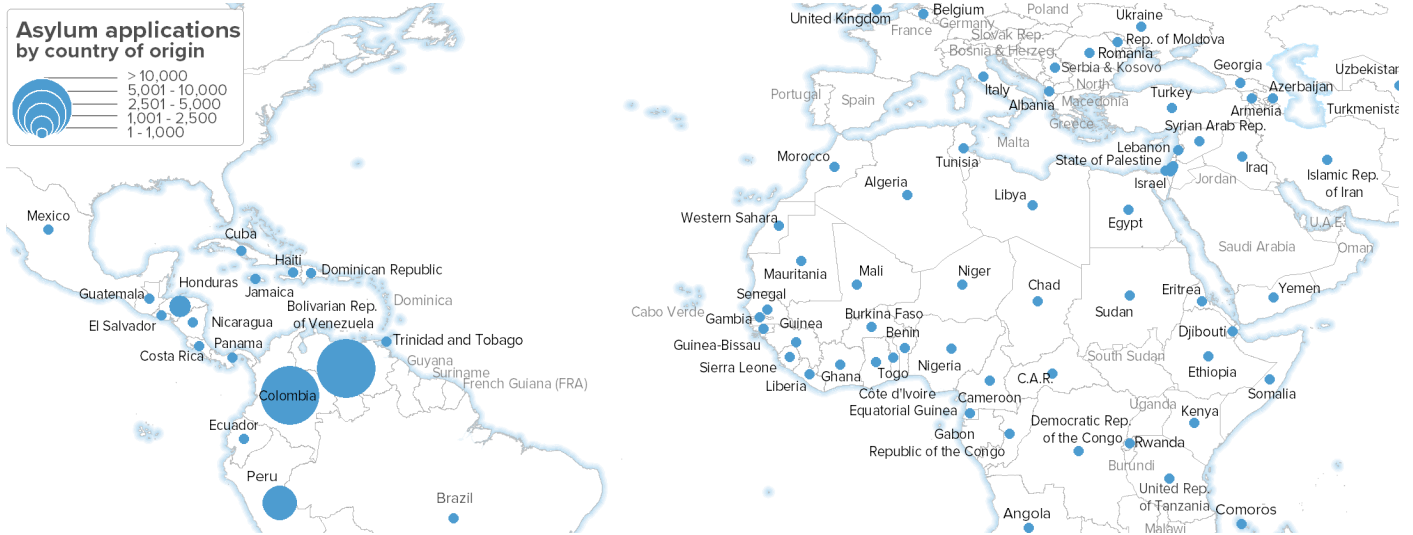 Asylum applications
by country of origin
> 10,000
5,001 - 10,000
2,501 - 5,000
1,001 - 2,500
1 - 1,000
Mexico
Cuba
Haiti
Dominican Republic
Jamaica
Honduras
Guatemala
El Salvador
Nicaragua
Costa Rica
Panama
Dominica
Bolivarian Rep.
of Venezuela
Trinidad and Tobago
Guyana
Suriname
French Guiana (FRA)
Colombia
Ecuador
Peru
Brazil
United Kingdom
Belgium
Germany
Poland
France
Slovak Rep.
Ukraine
Rep. of Moldova
Bosnia & Herzeg.
Romania
Serbia & Kosovo
Italy
North
Macedonia
Albania
Greece
Portugal
Spain
Malta
Georgia
Uzbekistan
Azerbaijan
Turkmenista
Armenia
Turkey
Syrian Arab Rep.
Lebanon
State of Palestine
Israel
Jordan
Iraq
Islamic Rep.
of Iran
U.A.E.
Saudi Arabia
Oman
Yemen
Morocco
Tunisia
Algeria
Libya
Egypt
Western Sahara
Mauritania
Mali
Niger
Chad
Sudan
Eritrea
Djibouti
Cabo Verde
Senegal
Gambia
Guinea
Guinea-Bissau
Sierra Leone
Liberia
Burkina Faso
Benin
Ghana
Togo
Nigeria
Côte d'Ivoire
Cameroon
C.A.R.
South Sudan
Ethiopia
Somalia
Equatorial Guinea
Gabon
Republic of the Congo
Democratic Rep.
of the Congo
Uganda
Kenya
Rwanda
Burundi
United Rep.
of Tanzania
Angola
Malawi
Comoros